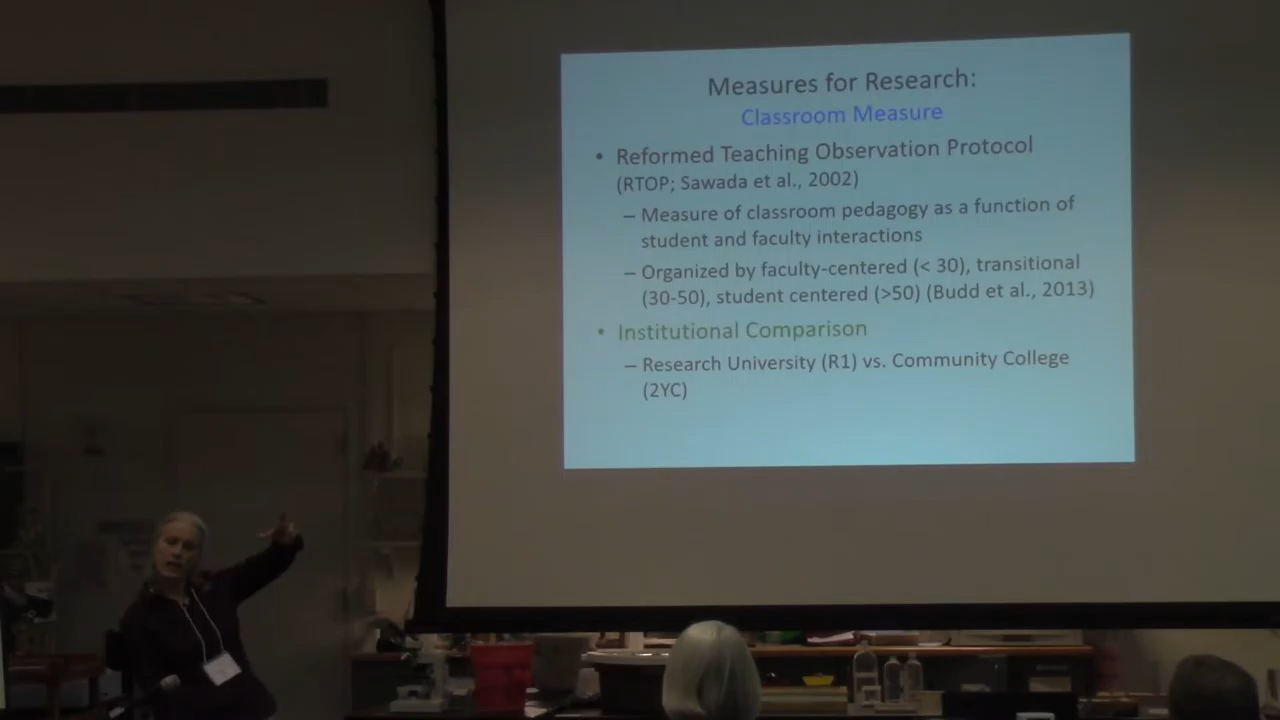 Measures for Research:
Classroom Measure
• Reformed Teaching Observation Protocol
(RTOP; Sawada et al., 2002)
– Measure of classroom pedagogy as a function of
student and faculty interactions
– Organized by faculty-centered (< 30), transitional
(30-50), student centered (>50) (Budd et al., 2013)
• Institutional Comparison
– Research University (R1) vs. Community College
(2YC)